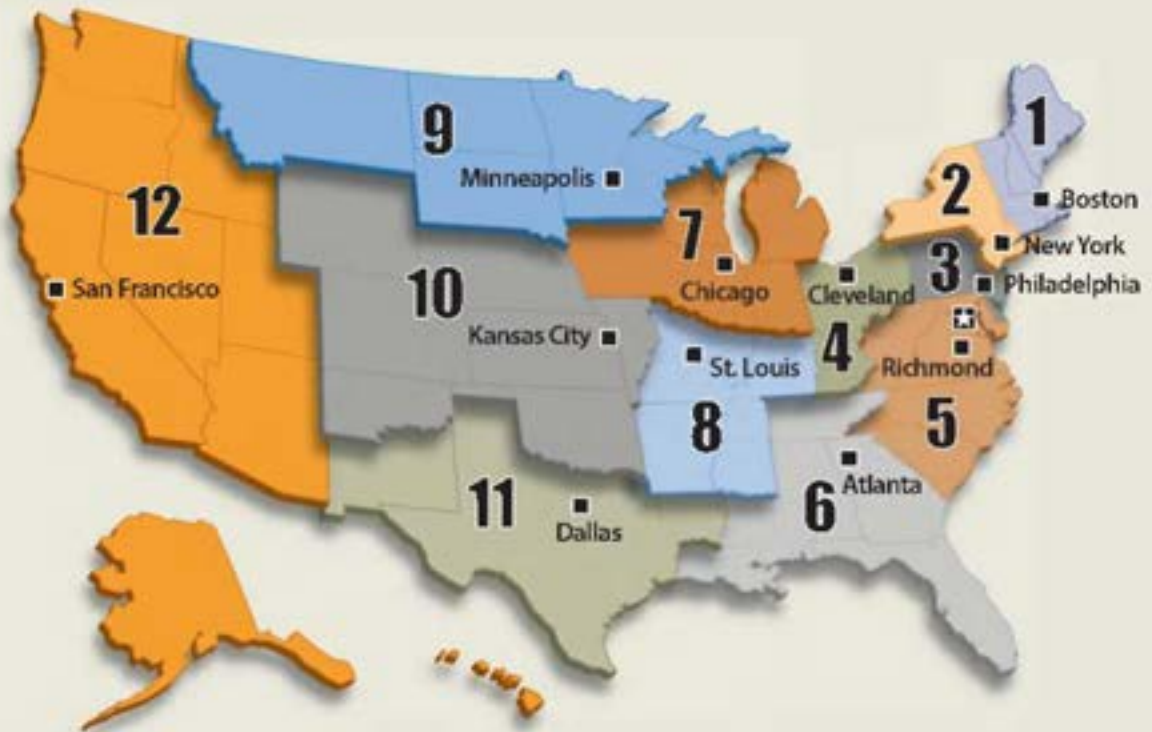 1
9
2
Minneapolis
Boston
12
7
New York
3
San Francisco
10
Chicago
Cleveland
Philadelphia
Kansas City
4
St. Louis
Richmond
8
5
6
Atlanta
11
Dallas